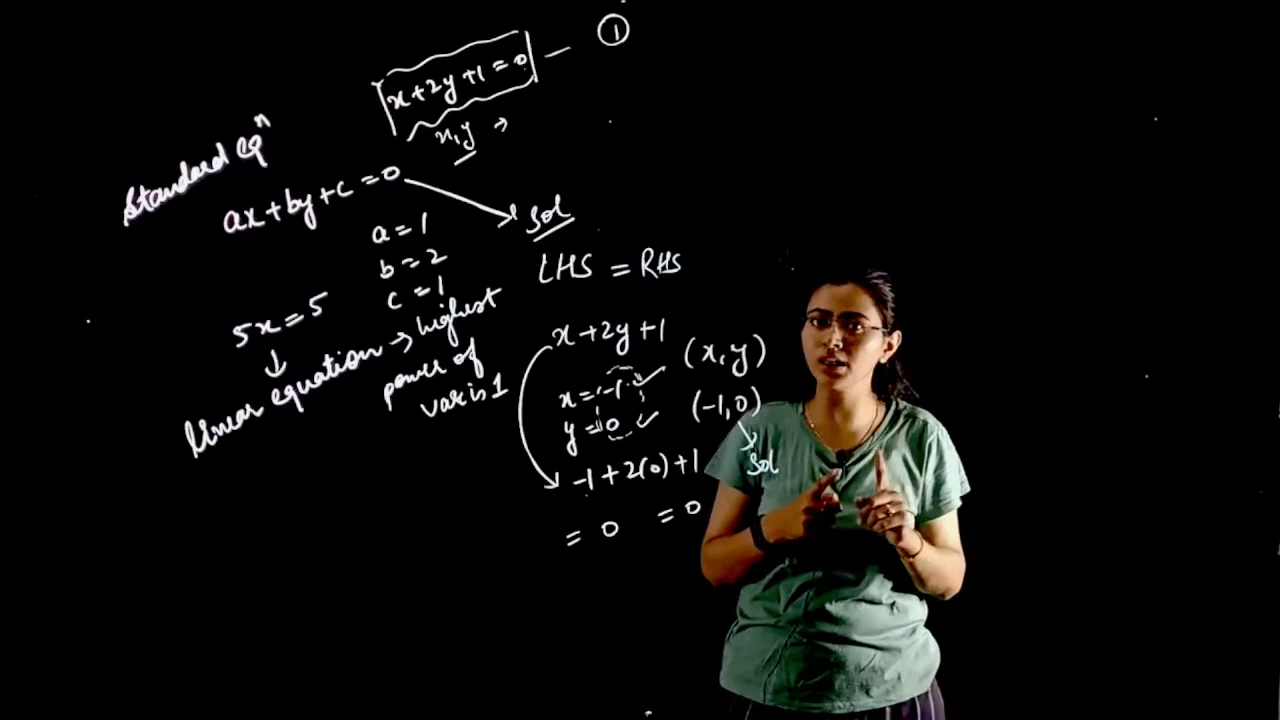 x+2y+1=0 — ①
x,y →
Standard eqⁿ
ax+by+c=0
a=1
b=2
c=1
5x=5
↓
linear equation → highest
power of
var is 1
Sol
LHS = RHS
x+2y+1
x=-1 ✓
y=0 ✓
(x,y)
(-1,0)
Sol
-1+2(0)+1
= 0 = 0